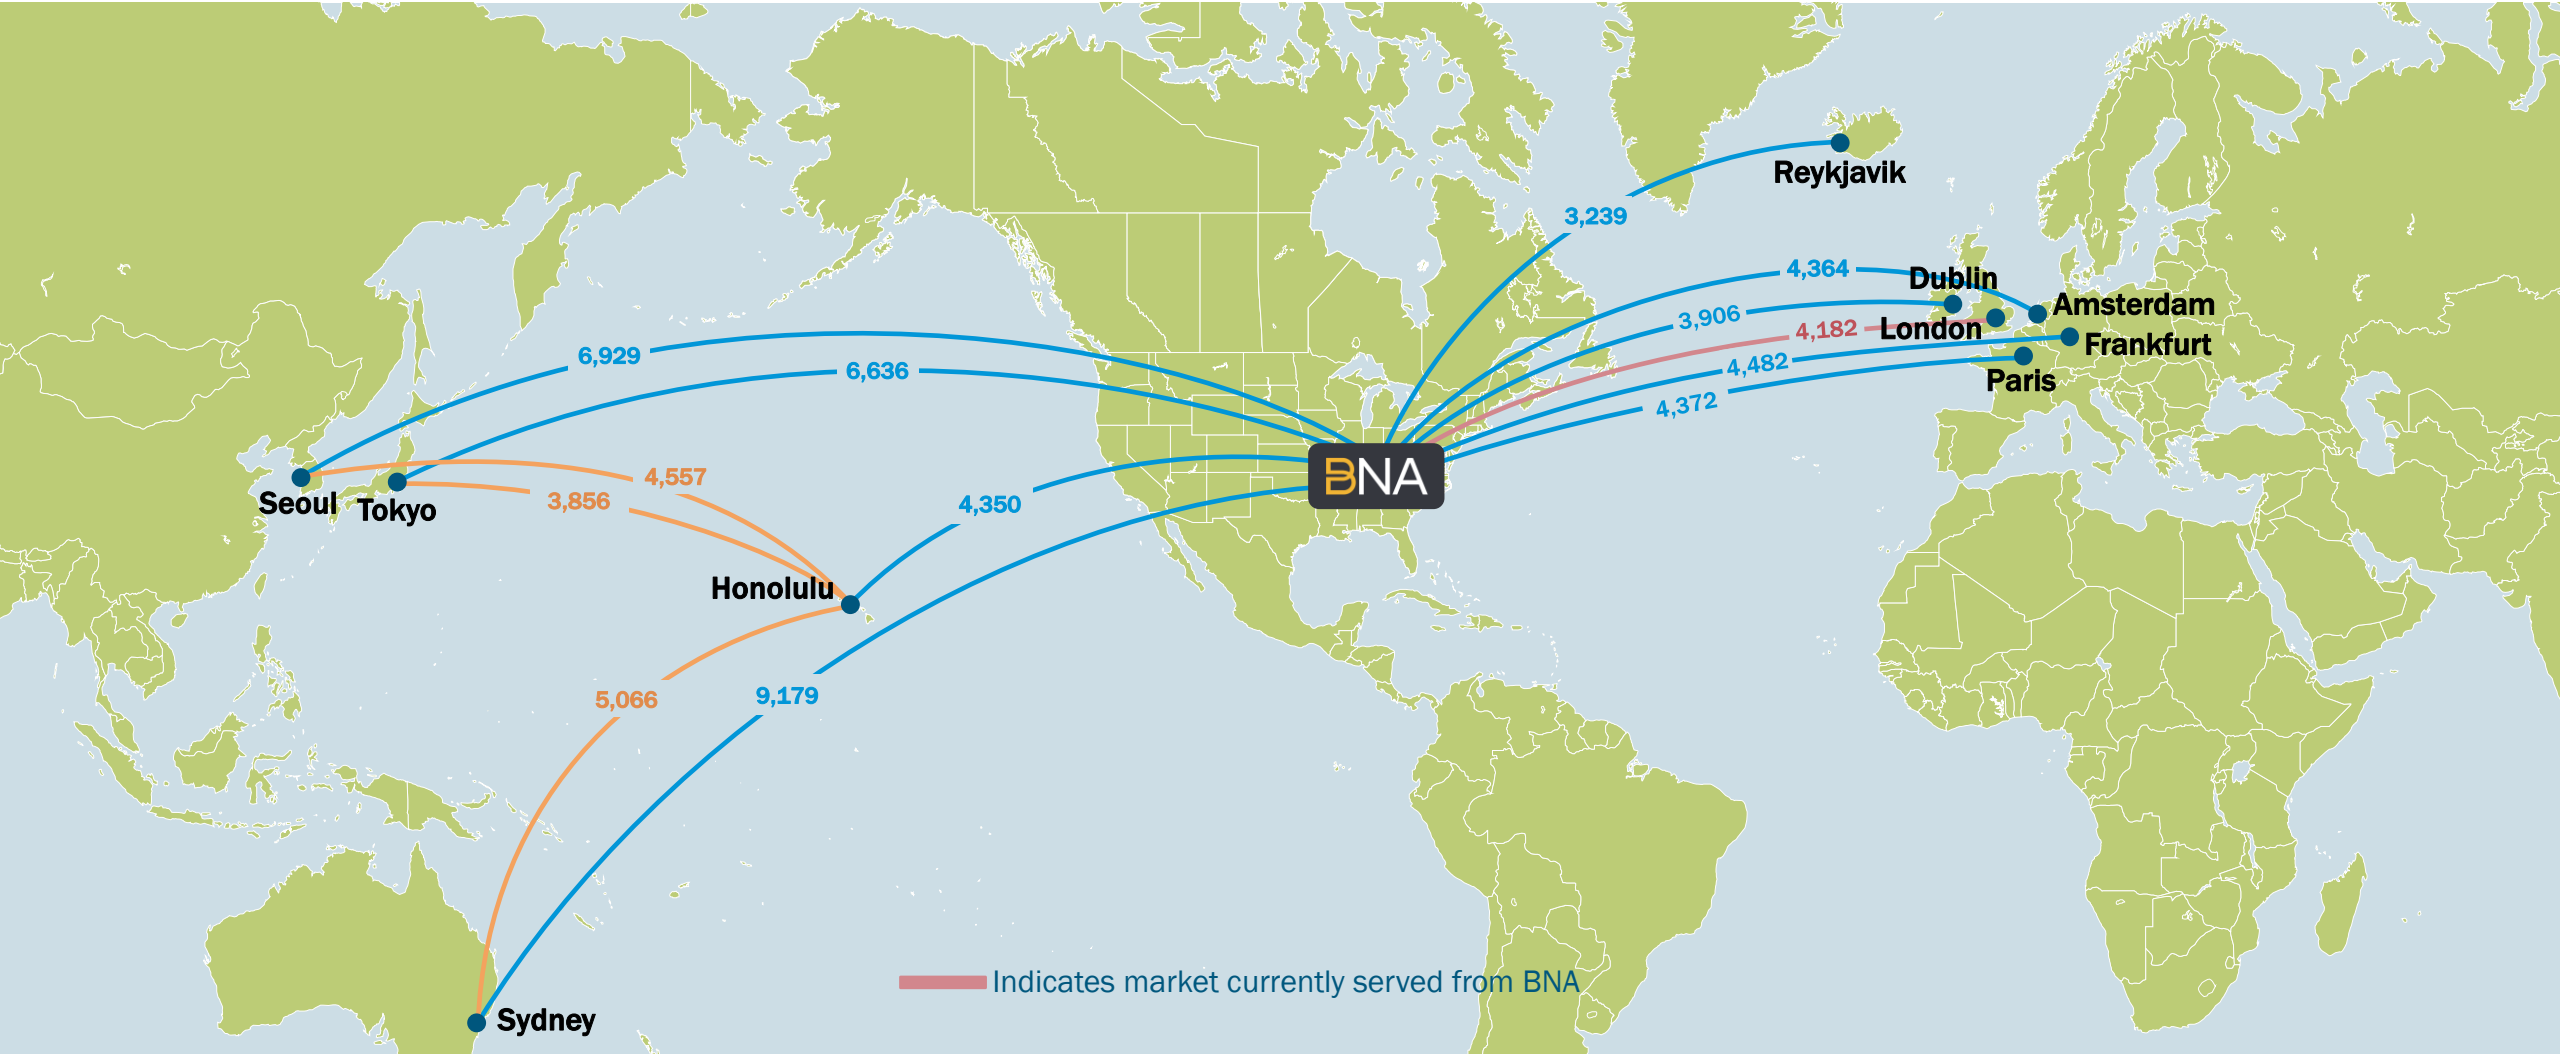 Reykjavik
3,239
4,364
Dublin
Amsterdam
3,906
4,182
London
Frankfurt
4,482
Paris
4,372
6,929
6,636
BNA
4,557
3,856
Seoul
Tokyo
4,350
Honolulu
5,066
9,179
Indicates market currently served from BNA
Sydney